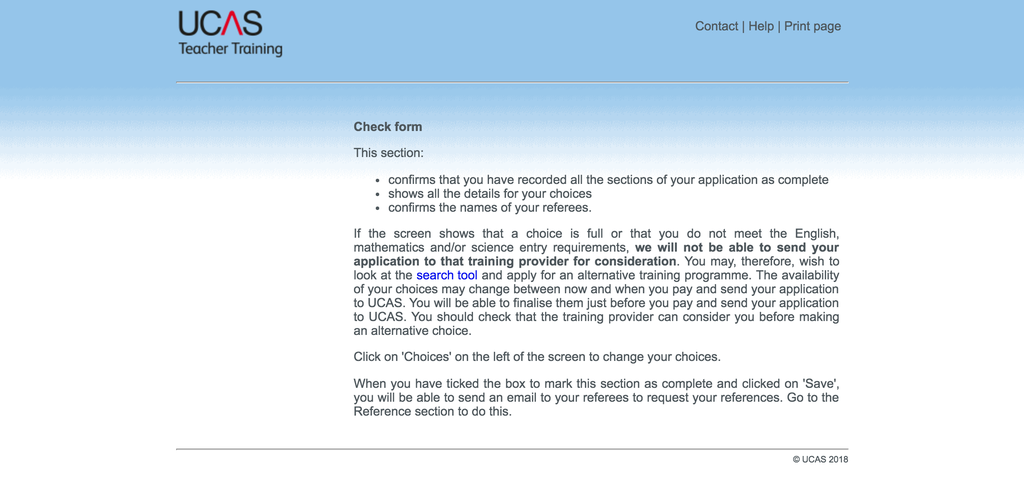 UCAS
Teacher Training
Contact | Help | Print page
Check form
This section:
• confirms that you have recorded all the sections of your application as complete
• shows all the details for your choices
• confirms the names of your referees.
If the screen shows that a choice is full or that you do not meet the English,
mathematics and/or science entry requirements, we will not be able to send your
application to that training provider for consideration. You may, therefore, wish to
look at the search tool and apply for an alternative training programme. The availability
of your choices may change between now and when you pay and send your application
to UCAS. You will be able to finalise them just before you pay and send your application
to UCAS. You should check that the training provider can consider you before making
an alternative choice.
Click on 'Choices' on the left of the screen to change your choices.
When you have ticked the box to mark this section as complete and clicked on 'Save',
you will be able to send an email to your referees to request your references. Go to the
Reference section to do this.
© UCAS 2018